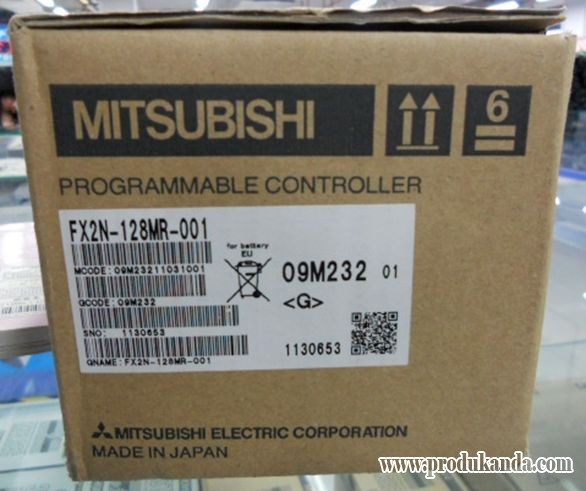 MITSUBISHI
6
PROGRAMMABLE CONTROLLER
FX2N-128MR-001
MCODE: 09M23211031001
GCODE: 09M232
SNO: 1130653
GNAME: FX2N-128MR-001
for battery
EU
09M232 01
<G>
1130653
MITSUBISHI ELECTRIC CORPORATION
MADE IN JAPAN
www.produkanda.com